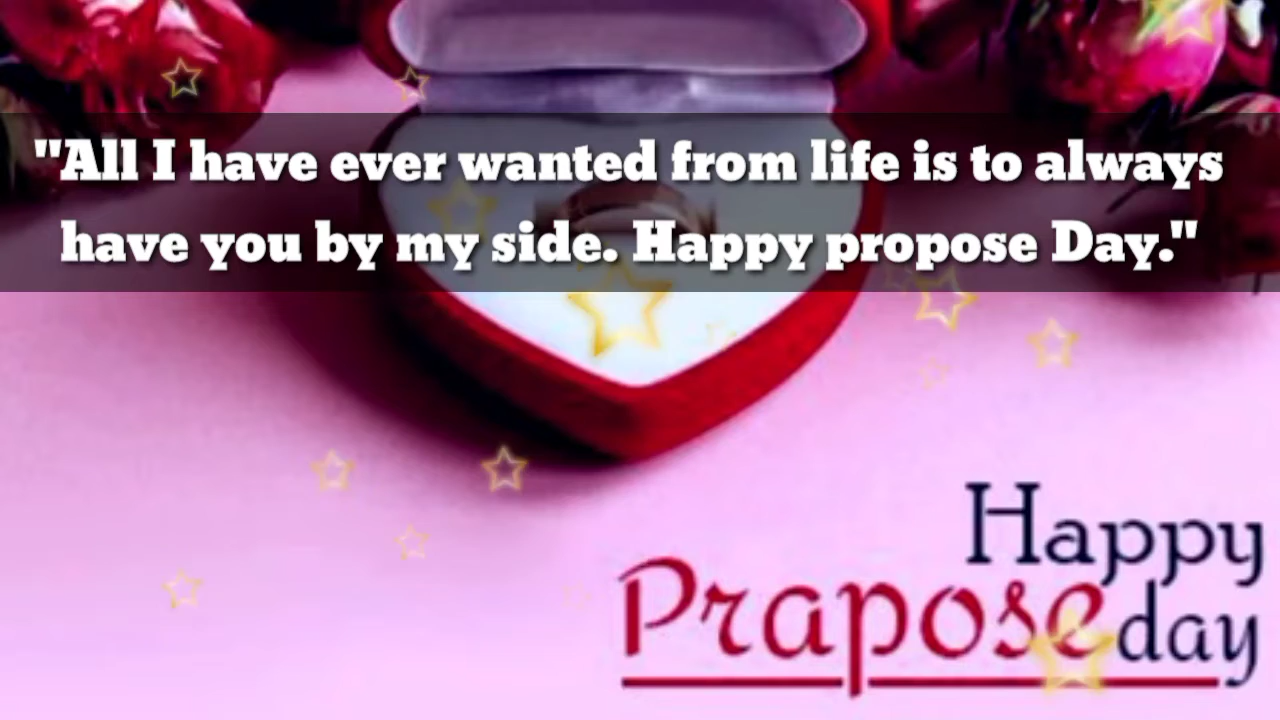 "All I have ever wanted from life is to always
have you by my side. Happy propose Day."
Happy
Prapose day